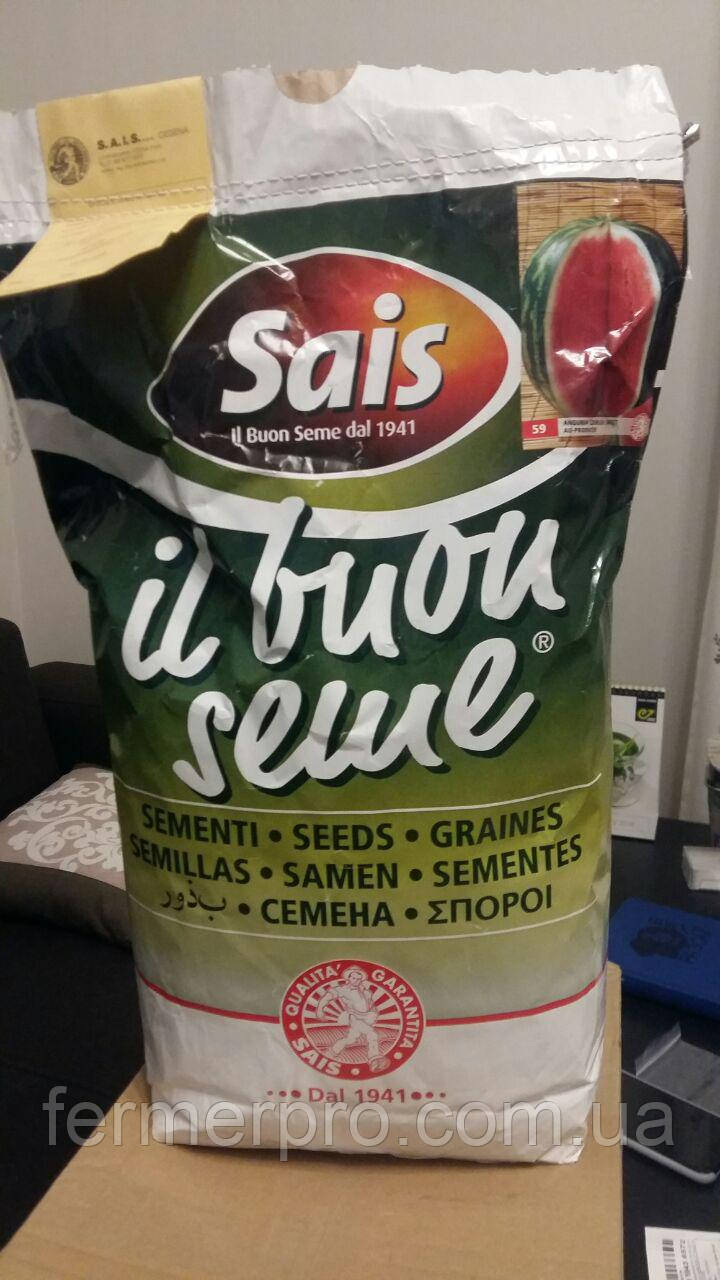 S.A.I.S. CESENA
Sais
il Buon Seme dal 1941
59
il buon
seme®
SEMENTI • SEEDS • GRAINES
SEMILLAS • SAMEN • SEMENTES
بذور • СЕМЕНА • ΣΠΟΡΟΙ
QUALITA' GARANTITA
SAIS
Dal 1941
fermerpro.com.ua